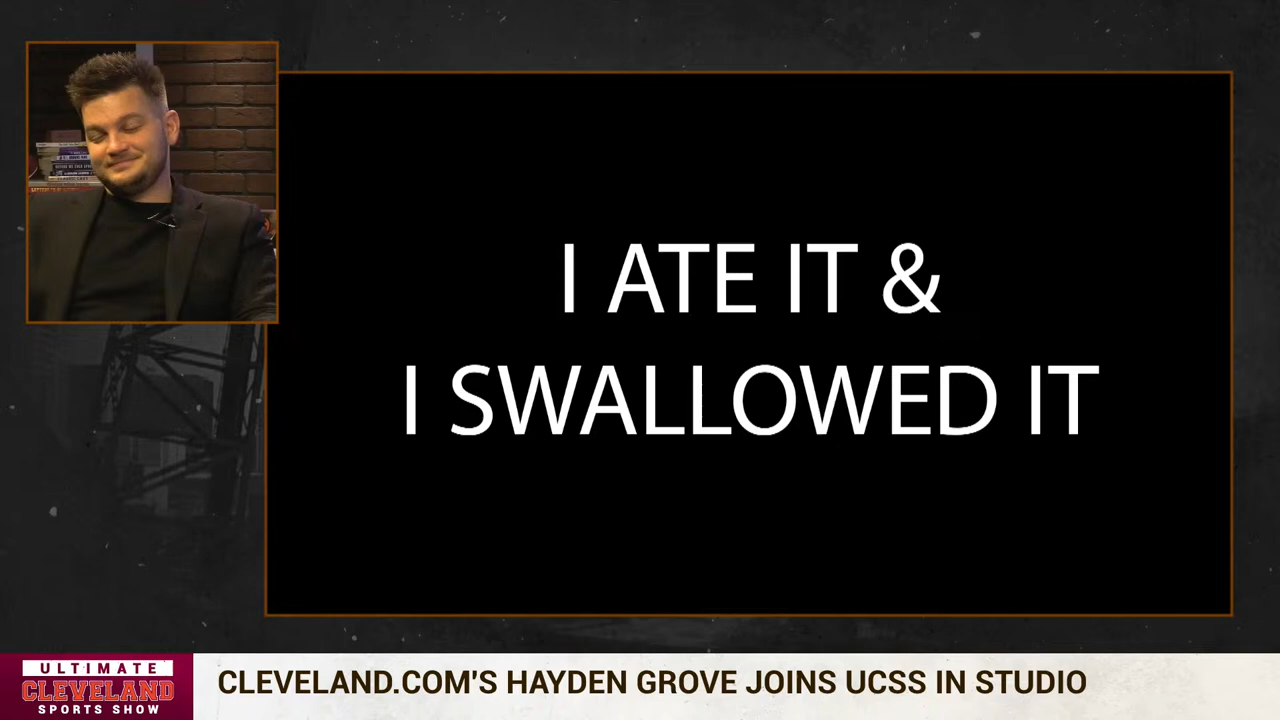 I ATE IT &
I SWALLOWED IT
ULTIMATE
CLEVELAND
SPORTS SHOW
CLEVELAND.COM'S HAYDEN GROVE JOINS UCSS IN STUDIO